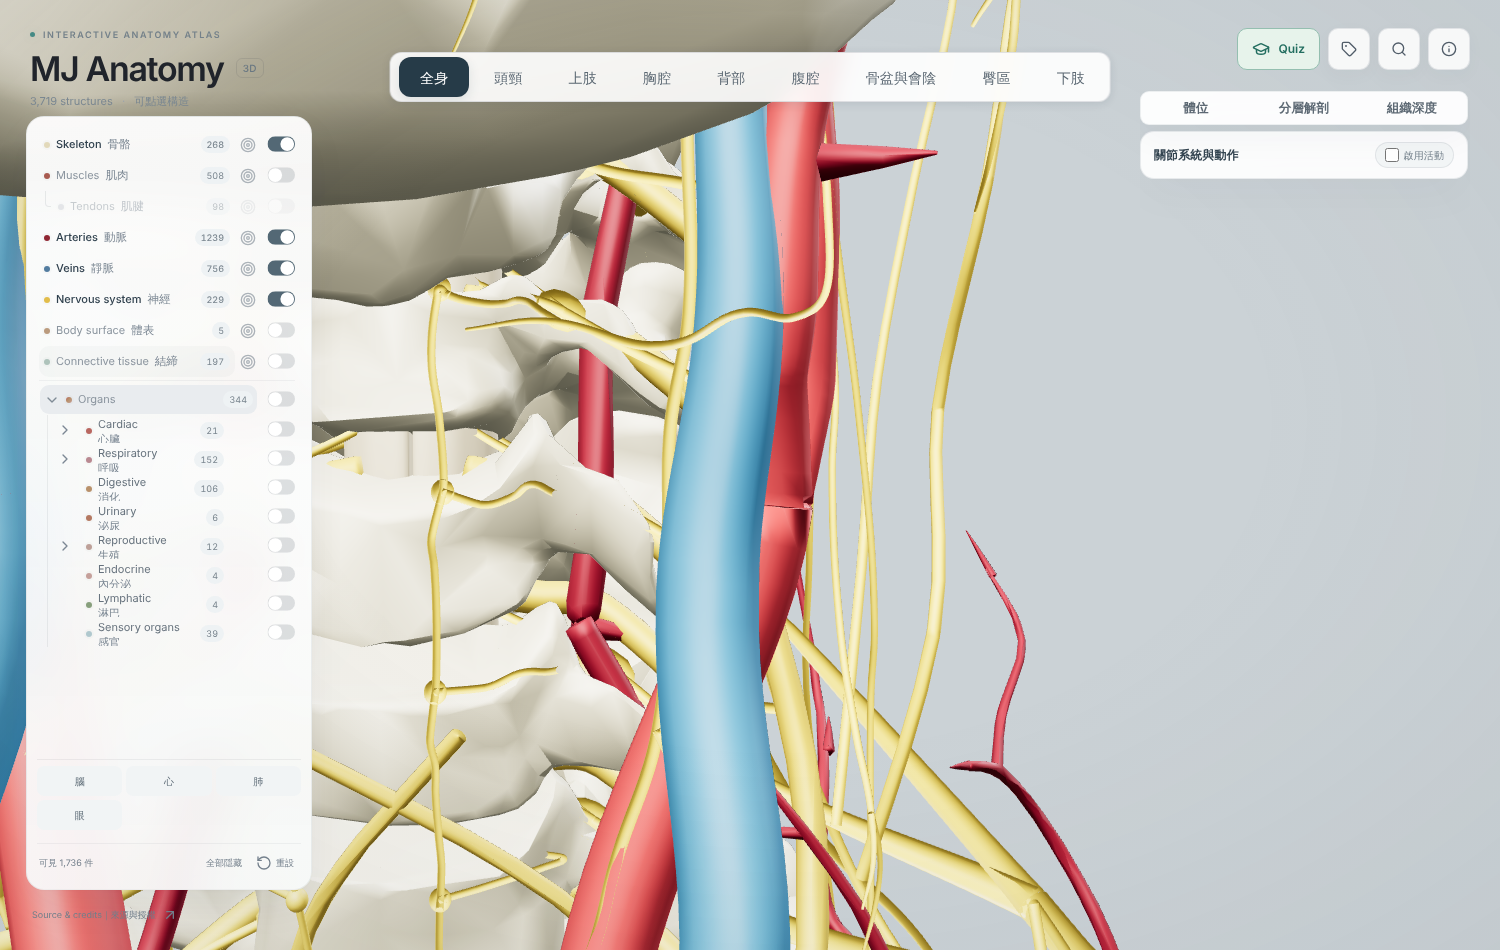 INTERACTIVE ANATOMY ATLAS
MJ Anatomy 3D
3,719 structures 可點選構造
全身 頭頸 上肢 胸腔 背部 腹腔 骨盆與會陰 臀區 下肢
Quiz
體位 分層解剖 組織深度
關節系統與動作 啟用活動
Skeleton 骨骼 268
Muscles 肌肉 508
Tendons 肌腱 98
Arteries 動脈 1239
Veins 靜脈 756
Nervous system 神經 229
Body surface 體表 5
Connective tissue 結締 197
Organs 344
Cardiac 21
心臟
Respiratory 152
呼吸
Digestive 106
消化
Urinary 6
泌尿
Reproductive 12
生殖
Endocrine 4
內分泌
Lymphatic 4
淋巴
Sensory organs 39
感官
腦 心 肺
眼
可見 1,736 件 全部隱藏 重設
Source & credits